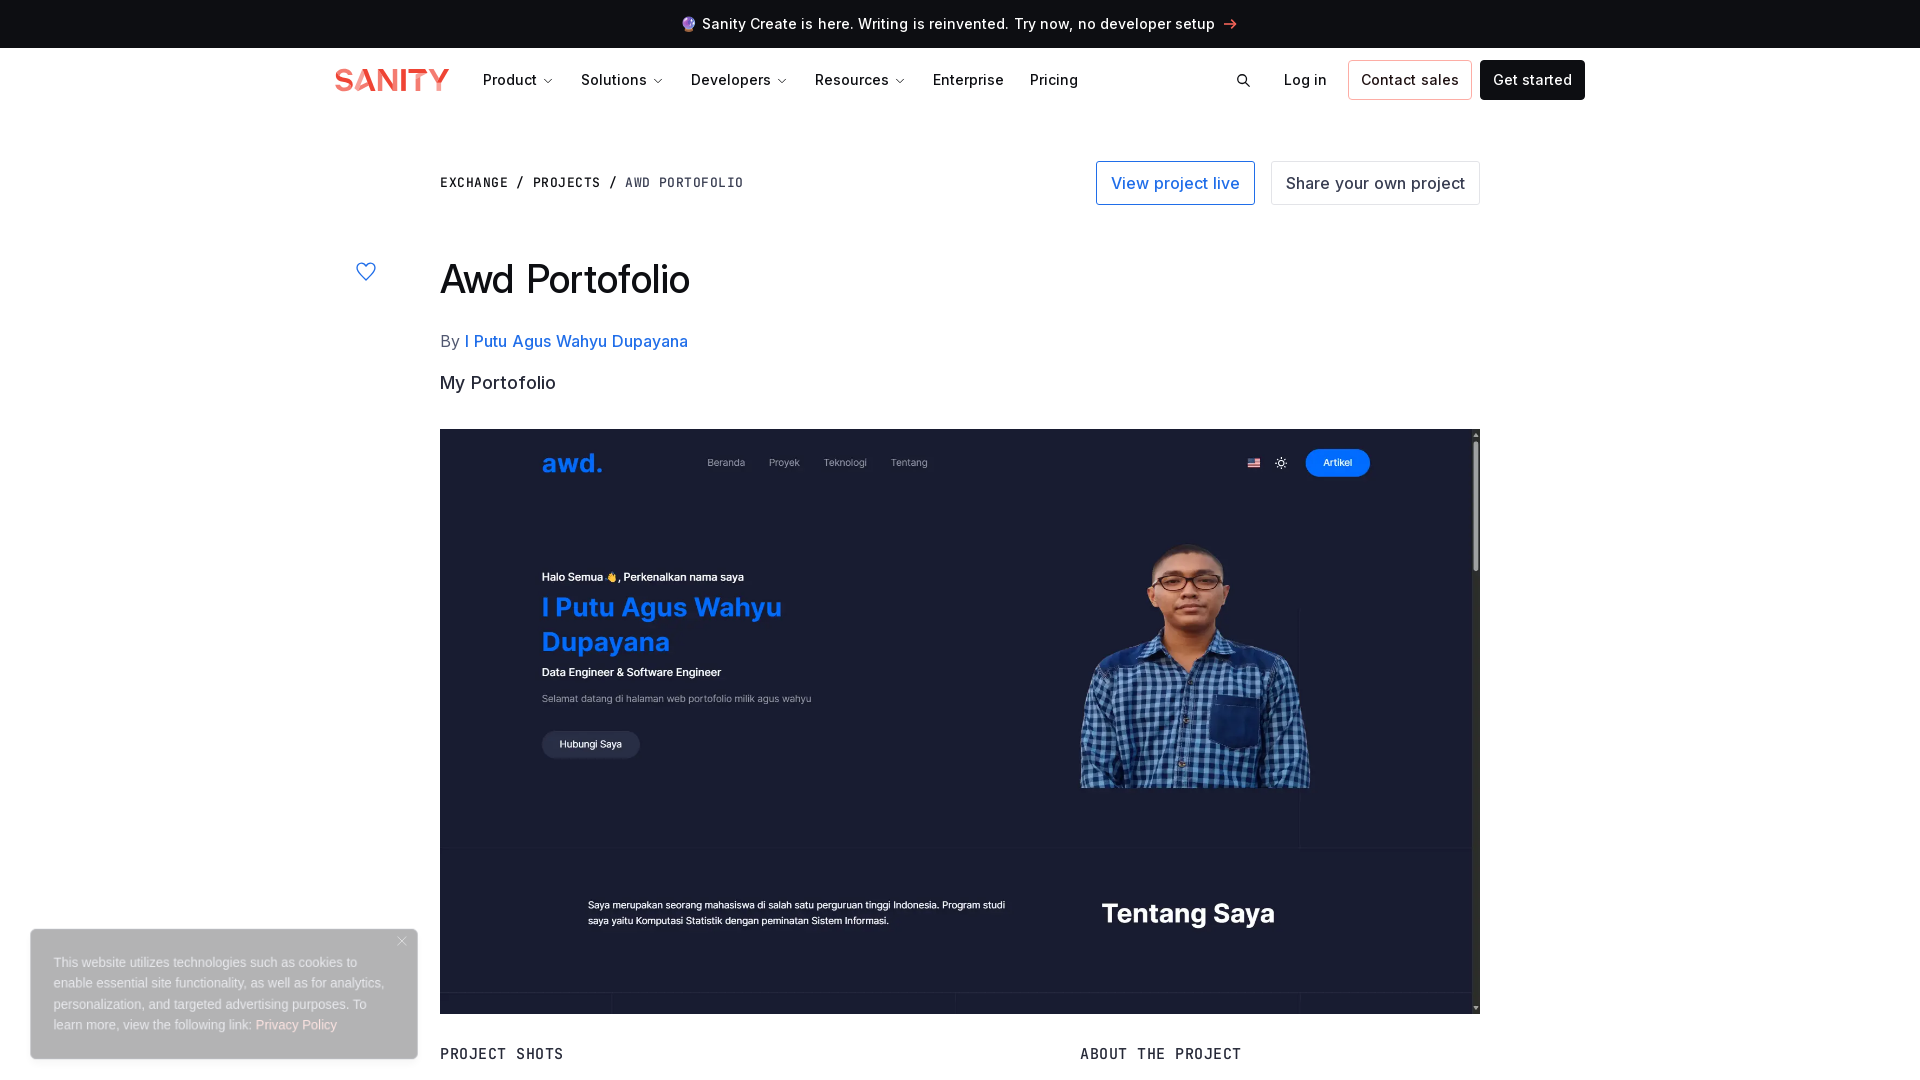 🔮 Sanity Create is here. Writing is reinvented. Try now, no developer setup →
SANITY
Product
Solutions
Developers
Resources
Enterprise
Pricing
Log in
Contact sales
Get started
EXCHANGE / PROJECTS / AWD PORTOFOLIO
View project live
Share your own project
Awd Portofolio
By I Putu Agus Wahyu Dupayana
My Portofolio
awd.
Beranda
Proyek
Teknologi
Tentang
Artikel
Halo Semua👋, Perkenalkan nama saya
I Putu Agus Wahyu
Dupayana
Data Engineer & Software Engineer
Selamat datang di halaman web portofolio milik agus wahyu
Hubungi Saya
Saya merupakan seorang mahasiswa di salah satu perguruan tinggi Indonesia. Program studi
saya yaitu Komputasi Statistik dengan peminatan Sistem Informasi.
Tentang Saya
This website utilizes technologies such as cookies to
enable essential site functionality, as well as for analytics,
personalization, and targeted advertising purposes. To
learn more, view the following link: Privacy Policy
PROJECT SHOTS
ABOUT THE PROJECT